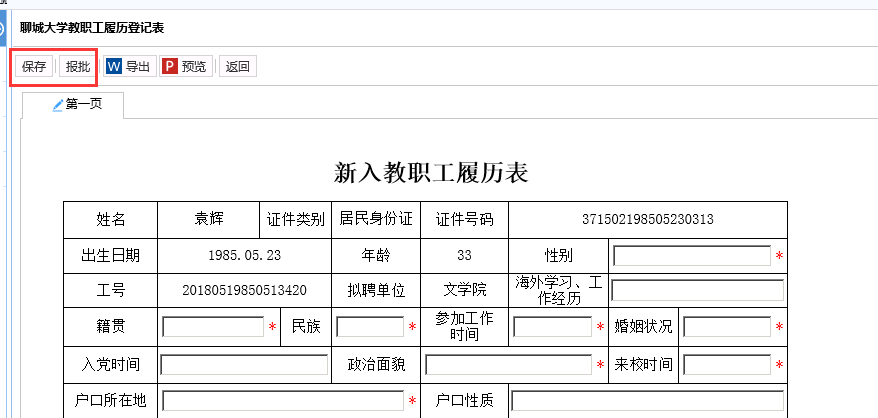 聊城大学教职工履历登记表
保存 报批 W 导出 P 预览 返回
第一页
新入教职工履历表
姓名 袁辉 证件类别 居民身份证 证件号码 371502198505230313
出生日期 1985.05.23 年龄 33 性别 *
工号 20180519850513420 拟聘单位 文学院 海外学习、工
作经历
籍贯 * 民族 * 参加工作
时间 * 婚姻状况 *
入党时间 政治面貌 * 来校时间 *
户口所在地 * 户口性质